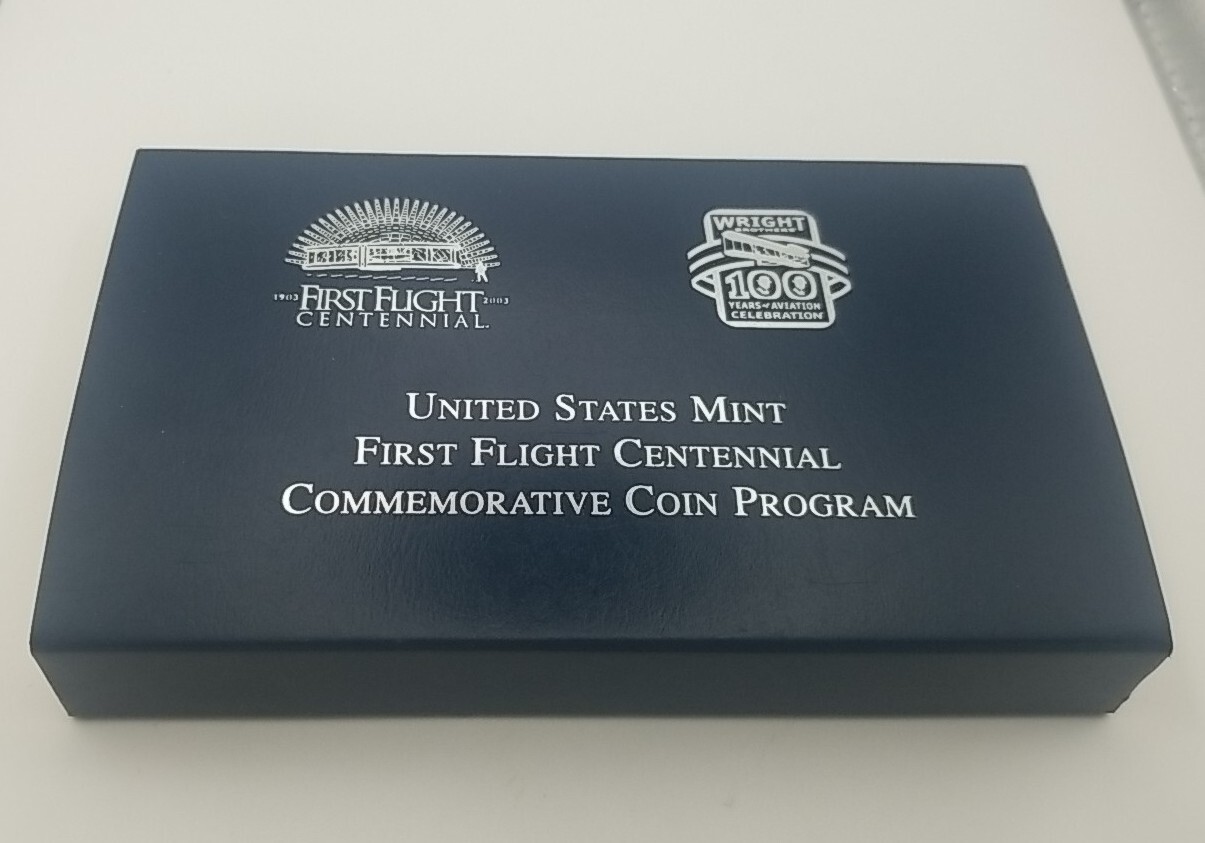 1903 FIRST FLIGHT 2003
CENTENNIAL.
WRIGHT
BROTHERS'
100
YEARS of AVIATION
CELEBRATION
UNITED STATES MINT
FIRST FLIGHT CENTENNIAL
COMMEMORATIVE COIN PROGRAM